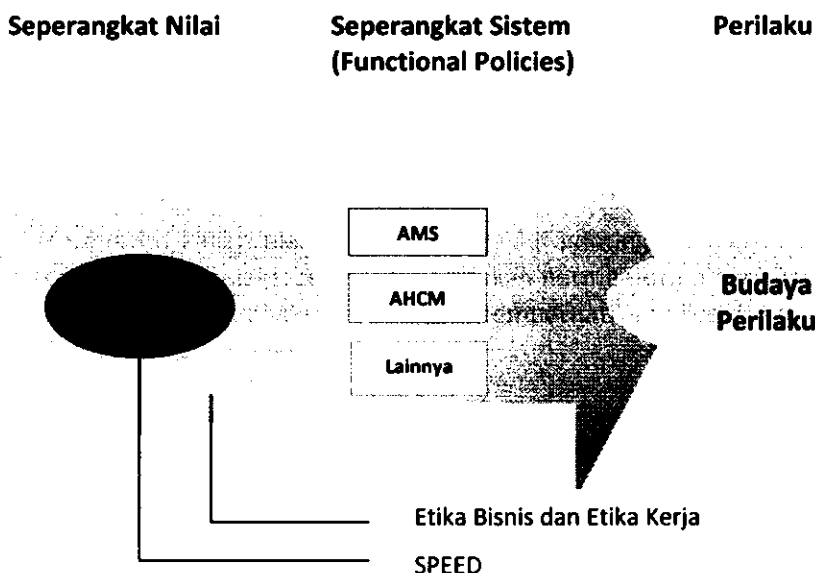 Seperangkat Nilai
Seperangkat Sistem
(Functional Policies)
Perilaku
AMS
AHCM
Lainnya
Budaya
Perilaku
Etika Bisnis dan Etika Kerja
SPEED